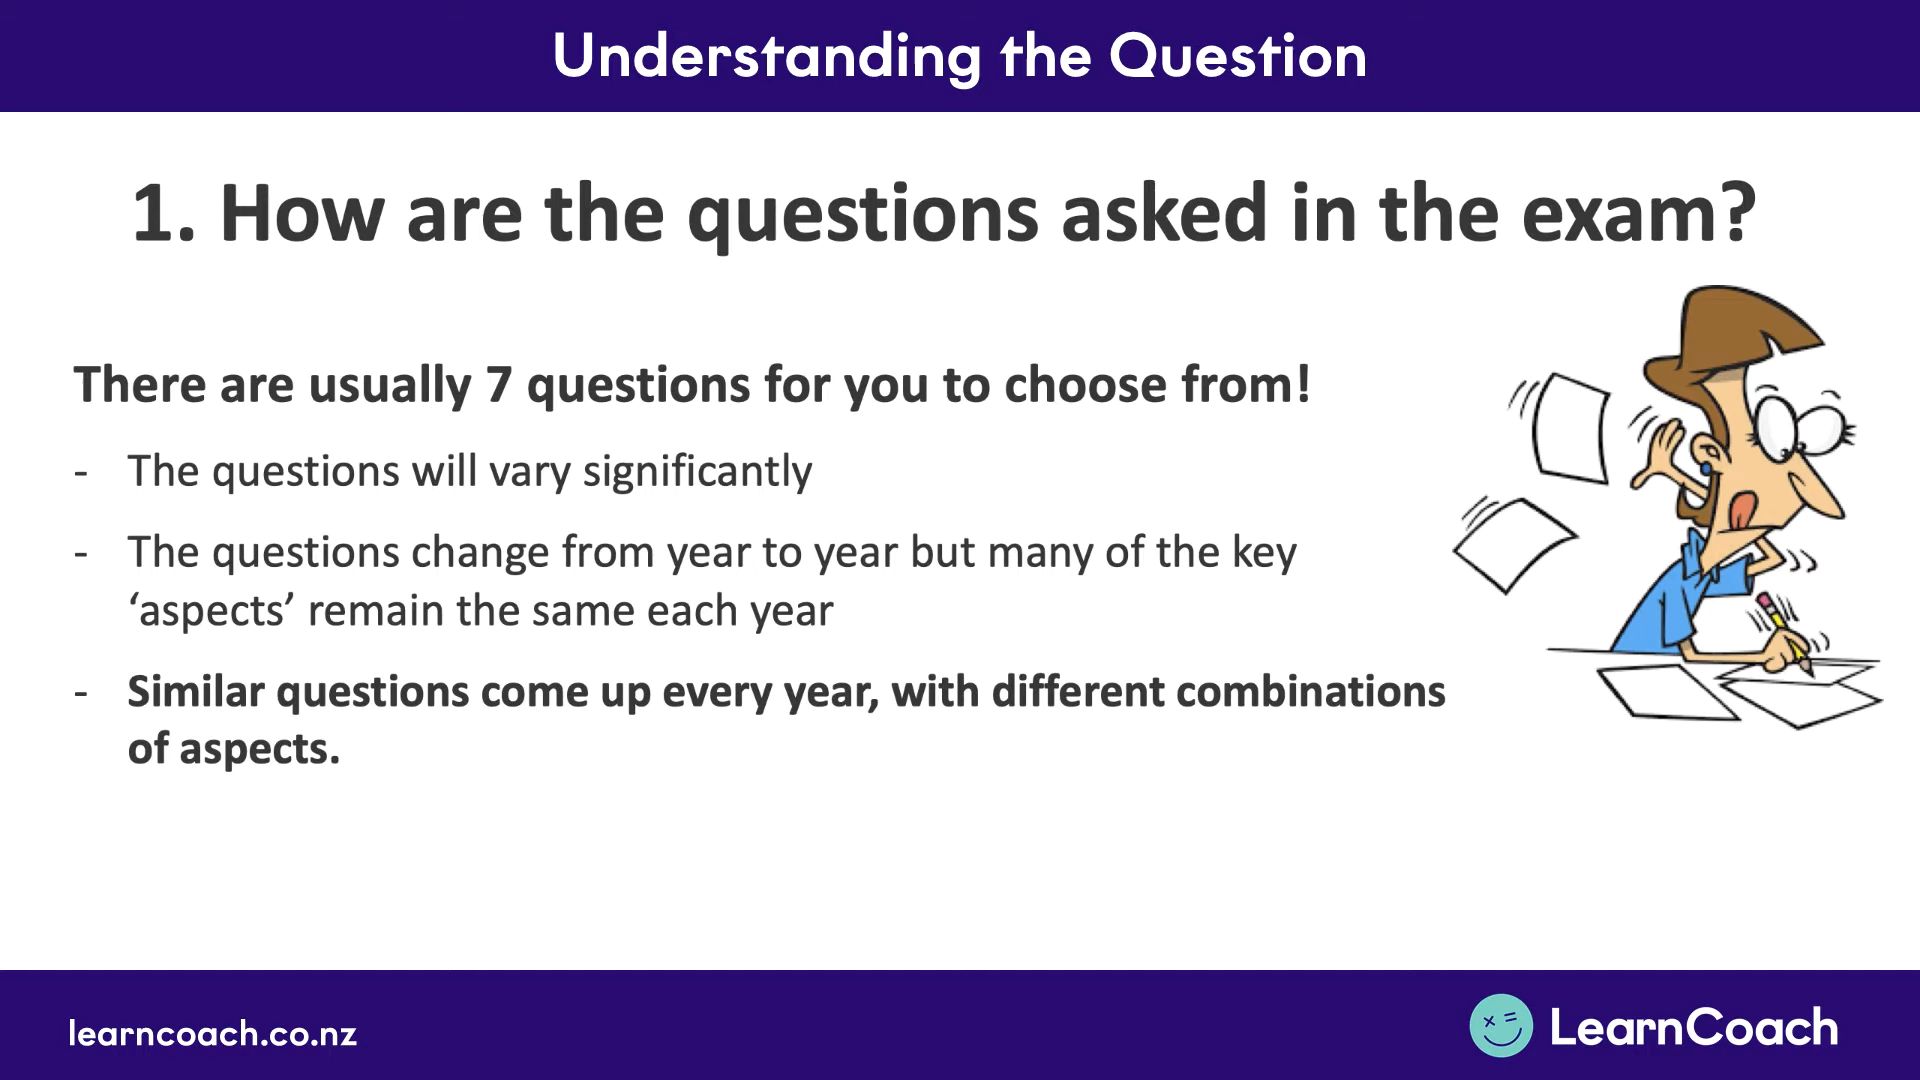 Understanding the Question
1. How are the questions asked in the exam?
There are usually 7 questions for you to choose from!
- The questions will vary significantly
- The questions change from year to year but many of the key
‘aspects’ remain the same each year
- Similar questions come up every year, with different combinations
of aspects.
learncoach.co.nz
LearnCoach